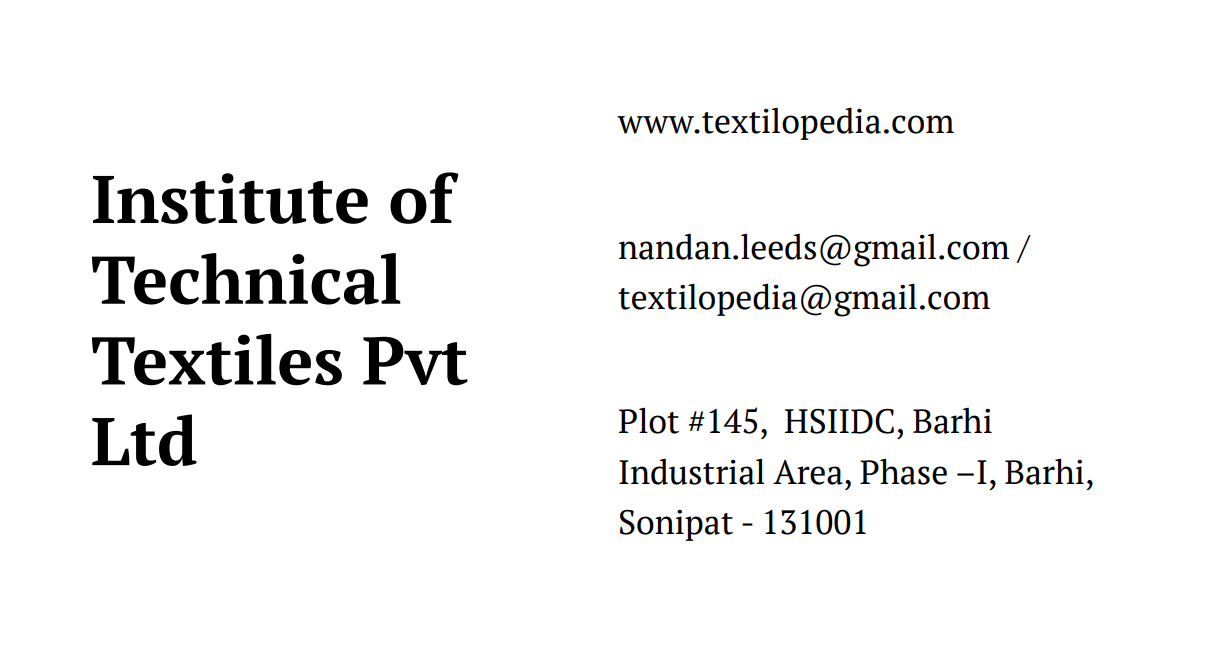 Institute of
Technical
Textiles Pvt
Ltd
www.textilopedia.com
nandan.leeds@gmail.com /
textilopedia@gmail.com
Plot #145,  HSIIDC, Barhi
Industrial Area, Phase –I, Barhi,
Sonipat - 131001